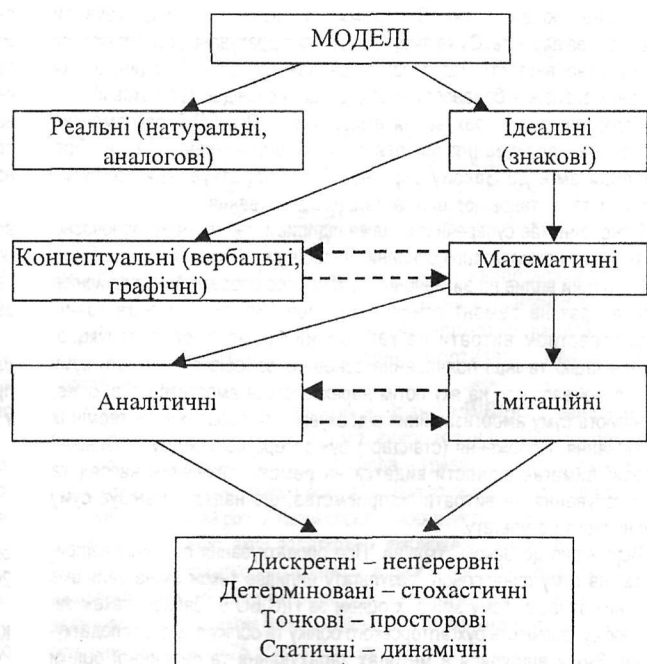 МОДЕЛІ
Реальні (натуральні,
аналогові)
Ідеальні
(знакові)
Концептуальні (вербальні,
графічні)
Математичні
Аналітичні
Імітаційні
Дискретні – неперервні
Детерміновані – стохастичні
Точкові – просторові
Статичні – динамічні